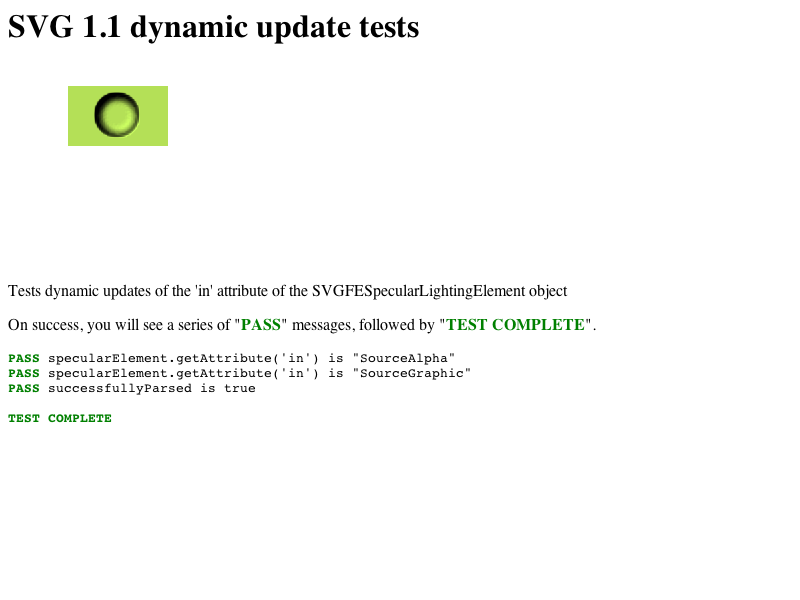 SVG 1.1 dynamic update tests
Tests dynamic updates of the 'in' attribute of the SVGFESpecularLightingElement object
On success, you will see a series of "PASS" messages, followed by "TEST COMPLETE".
PASS specularElement.getAttribute('in') is "SourceAlpha"
PASS specularElement.getAttribute('in') is "SourceGraphic"
PASS successfullyParsed is true
TEST COMPLETE